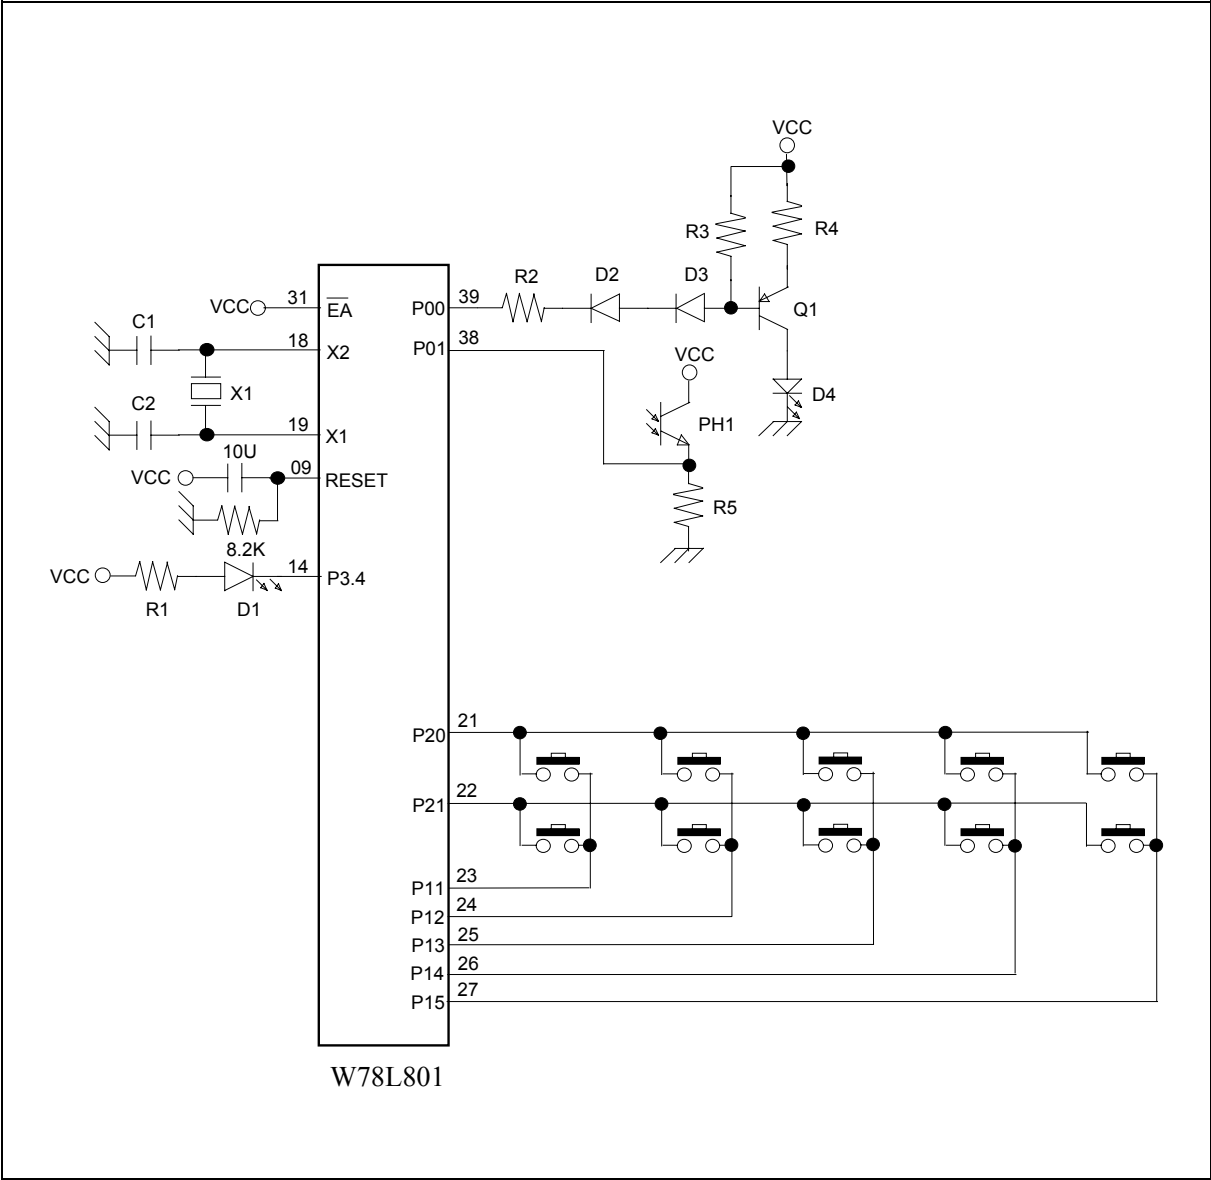 VCC
R3
R4
R2
D2
D3
Q1
VCC
31
EA
P00
39
C1
18
X2
P01
38
VCC
X1
D4
C2
PH1
19
X1
10U
VCC
09
RESET
R5
8.2K
VCC
14
P3.4
R1
D1
P20
21
P21
22
P11
23
P12
24
P13
25
P14
26
P15
27
W78L801